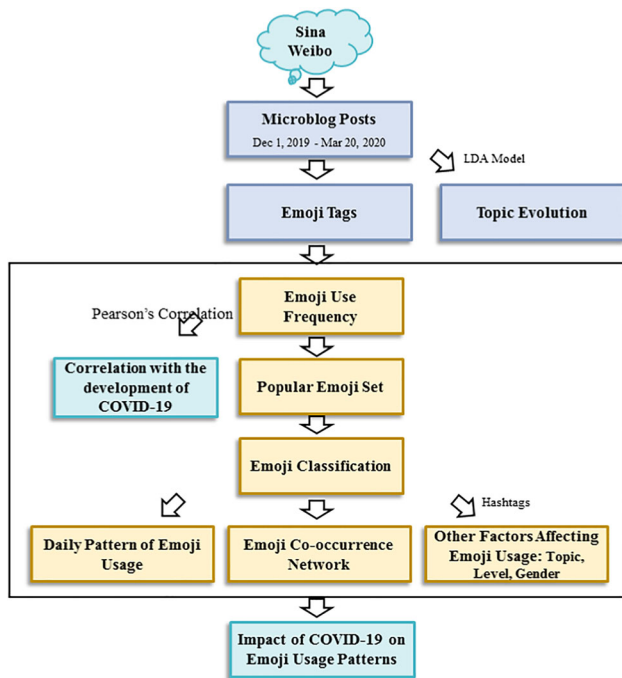 Sina
Weibo
Microblog Posts
Dec 1, 2019 - Mar 20, 2020
LDA Model
Emoji Tags
Topic Evolution
Emoji Use
Frequency
Pearson's Correlation
Correlation with the
development of
COVID-19
Popular Emoji Set
Emoji Classification
Hashtags
Daily Pattern of Emoji
Usage
Emoji Co-occurrence
Network
Other Factors Affecting
Emoji Usage: Topic,
Level, Gender
Impact of COVID-19 on
Emoji Usage Patterns